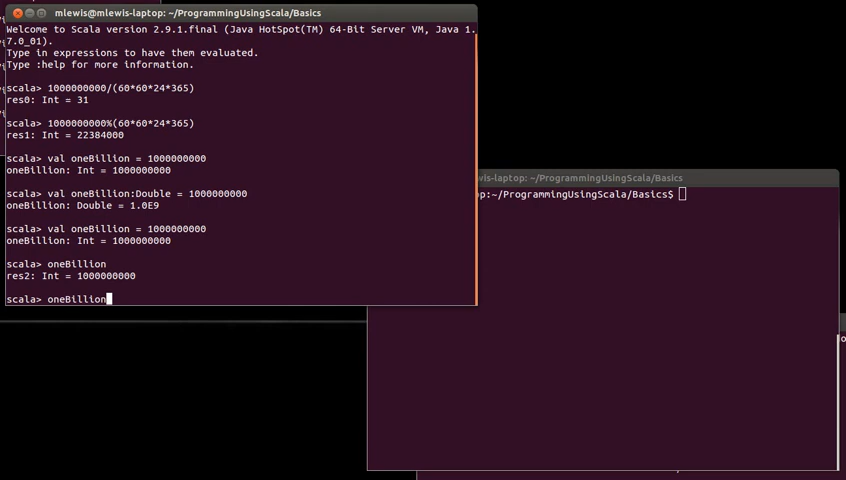 mlewis@mlewis-laptop: ~/ProgrammingUsingScala/Basics
Welcome to Scala version 2.9.1.final (Java HotSpot(TM) 64-Bit Server VM, Java 1.
7.0_01).
Type in expressions to have them evaluated.
Type :help for more information.
scala> 1000000000/(60*60*24*365)
res0: Int = 31
scala> 1000000000%(60*60*24*365)
res1: Int = 22384000
scala> val oneBillion = 1000000000
oneBillion: Int = 1000000000
scala> val oneBillion:Double = 1000000000
oneBillion: Double = 1.0E9
scala> val oneBillion = 1000000000
oneBillion: Int = 1000000000
scala> oneBillion
res2: Int = 1000000000
scala> oneBillion
wis-laptop: ~/ProgrammingUsingScala/Basics
op:~/ProgrammingUsingScala/Basics$